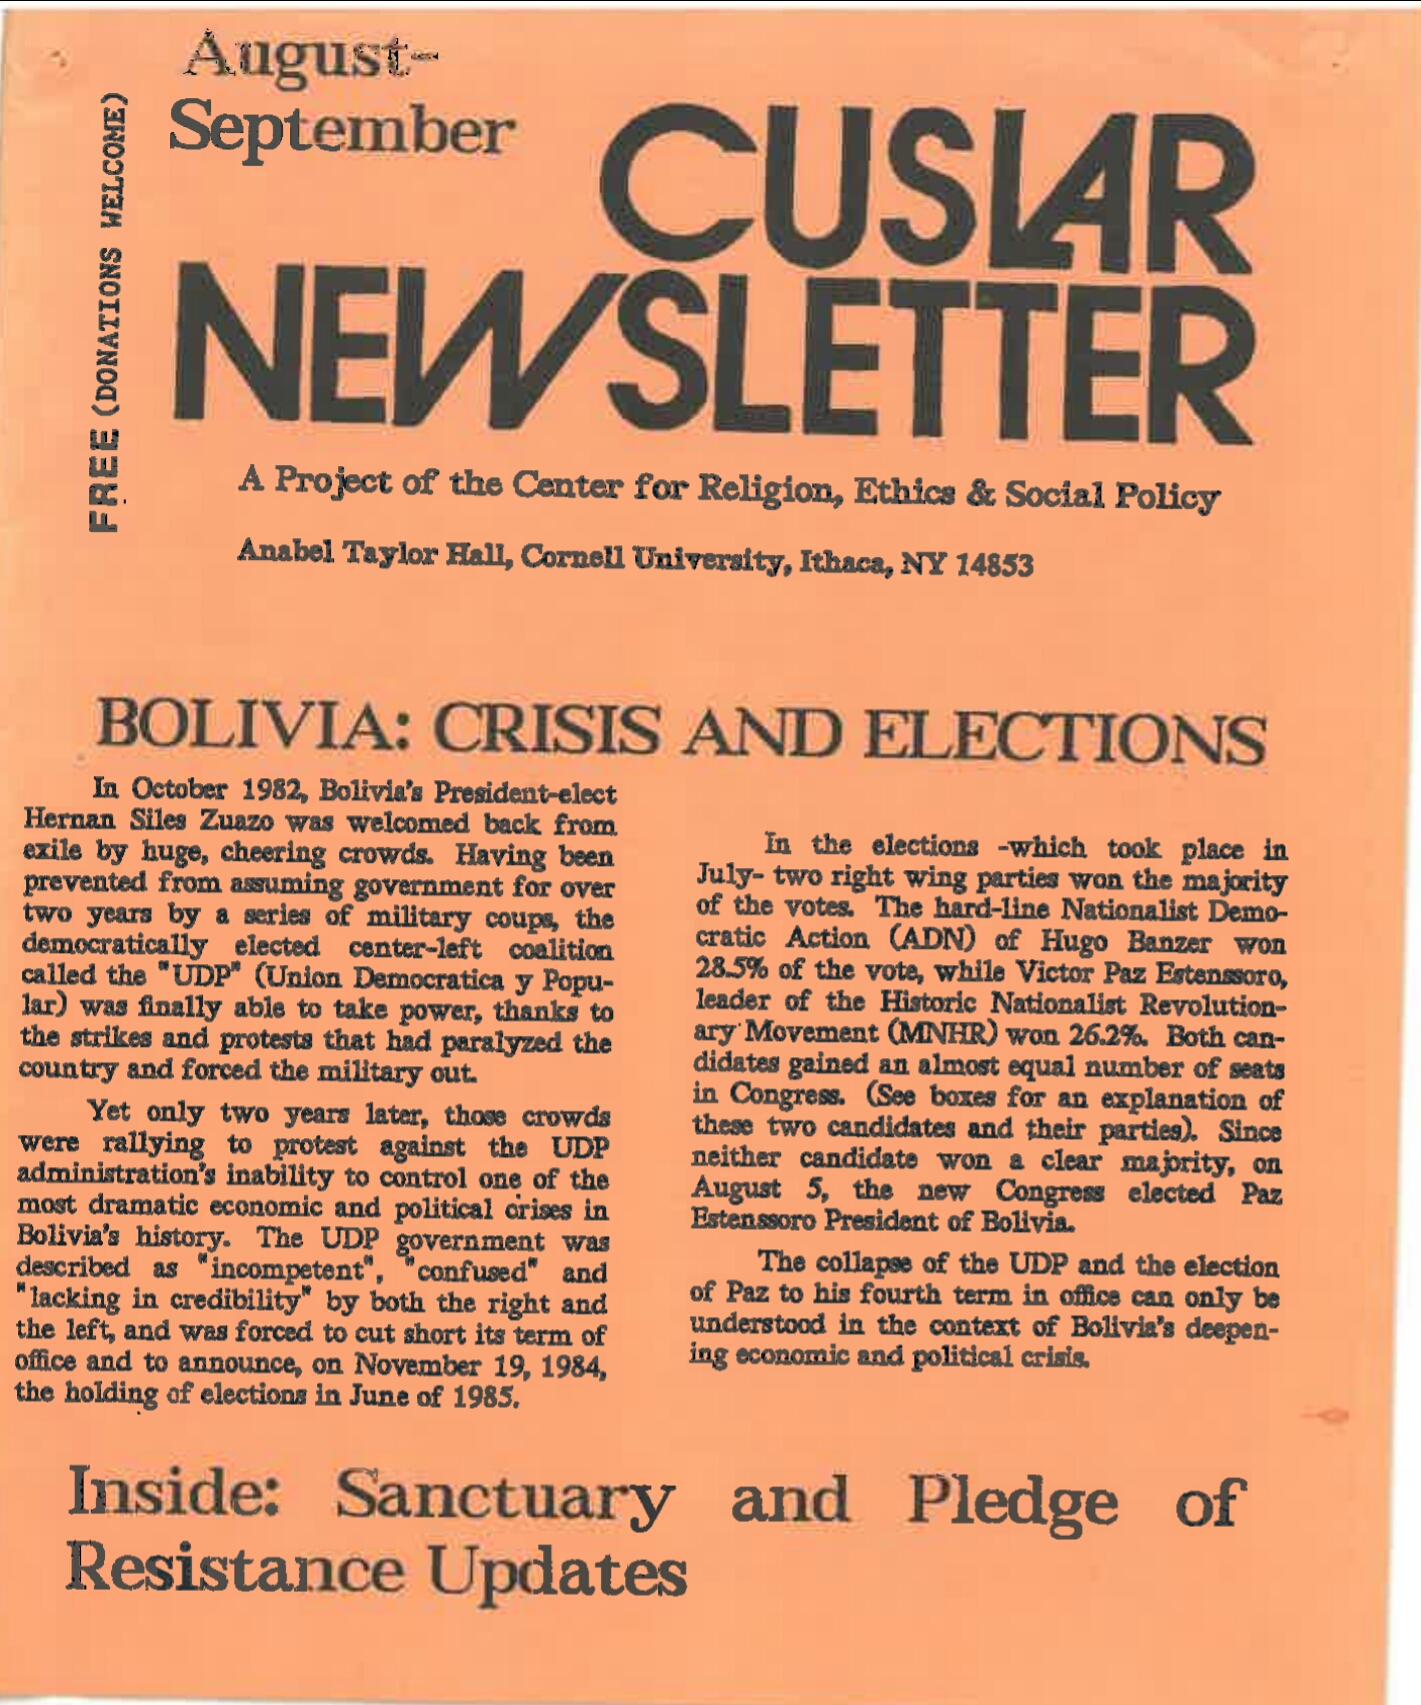 August-
September
FREE (DONATIONS WELCOME)
CUSLAR
NEWSLETTER
A Project of the Center for Religion, Ethics & Social Policy
Anabel Taylor Hall, Cornell University, Ithaca, NY 14853
BOLIVIA: CRISIS AND ELECTIONS
In October 1982, Bolivia's President-elect
Hernan Siles Zuazo was welcomed back from
exile by huge, cheering crowds. Having been
prevented from assuming government for over
two years by a series of military coups, the
democratically elected center-left coalition
called the "UDP" (Union Democratica y Popu-
lar) was finally able to take power, thanks to
the strikes and protests that had paralyzed the
country and forced the military out.
Yet only two years later, those crowds
were rallying to protest against the UDP
administration's inability to control one of the
most dramatic economic and political crises in
Bolivia's history. The UDP government was
described as "incompetent", "confused" and
"lacking in credibility" by both the right and
the left, and was forced to cut short its term of
office and to announce, on November 19, 1984,
the holding of elections in June of 1985.
In the elections -which took place in
July- two right wing parties won the majority
of the votes. The hard-line Nationalist Demo-
cratic Action (ADN) of Hugo Banzer won
28.5% of the vote, while Victor Paz Estenssoro,
leader of the Historic Nationalist Revolution-
ary Movement (MNHR) won 26.2%. Both can-
didates gained an almost equal number of seats
in Congress. (See boxes for an explanation of
these two candidates and their parties). Since
neither candidate won a clear majority, on
August 5, the new Congress elected Paz
Estenssoro President of Bolivia.
The collapse of the UDP and the election
of Paz to his fourth term in office can only be
understood in the context of Bolivia's deepen-
ing economic and political crisis.
Inside: Sanctuary and Pledge of
Resistance Updates